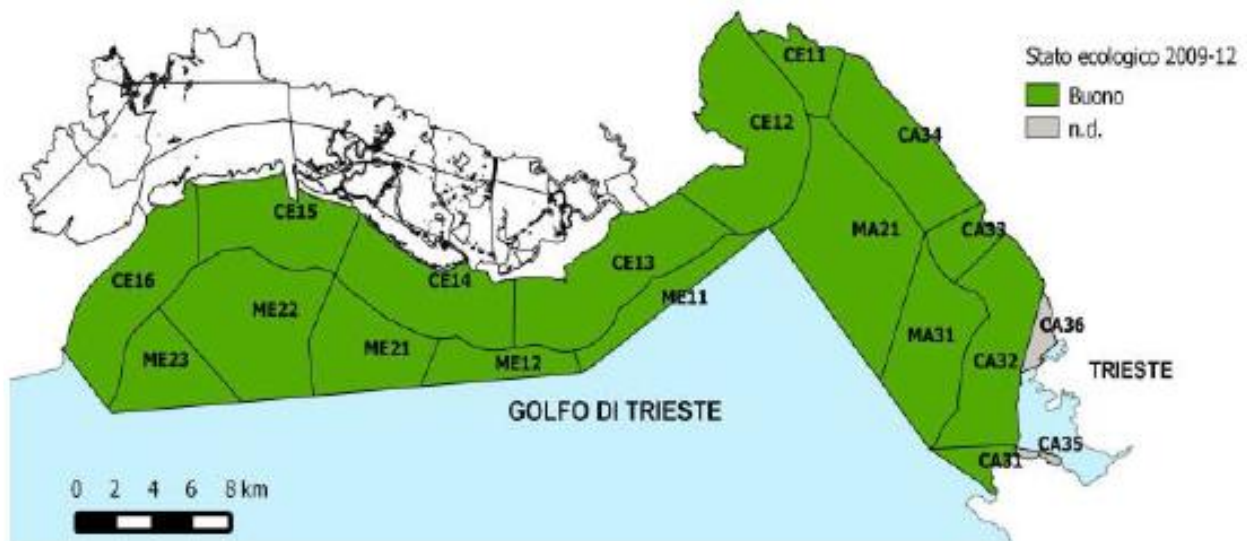 Stato ecologico 2009-12
Buono
n.d.
CE11
CE12
CA34
CE15
MA21
CA33
CE16
CE13
CE14
ME11
ME22
CA36
MA31
ME21
CA32
ME23
ME12
TRIESTE
GOLFO DI TRIESTE
CA35
CA31
0 2 4 6 8 km